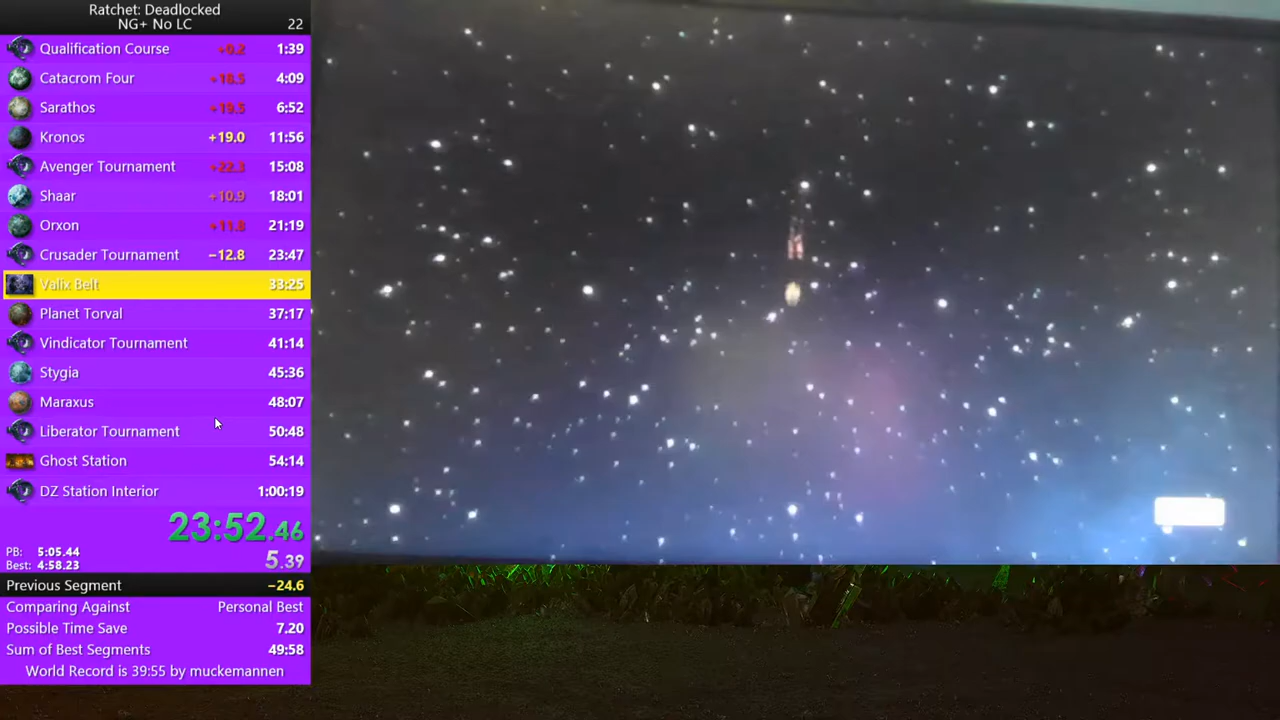 Ratchet: Deadlocked
NG+ No LC 22
Qualification Course +0.2 1:39
Catacrom Four +18.5 4:09
Sarathos +19.5 6:52
Kronos +19.0 11:56
Avenger Tournament +22.3 15:08
Shaar +10.9 18:01
Orxon +11.8 21:19
Crusader Tournament −12.8 23:47
Valix Belt 33:25
Planet Torval 37:17
Vindicator Tournament 41:14
Stygia 45:36
Maraxus 48:07
Liberator Tournament 50:48
Ghost Station 54:14
DZ Station Interior 1:00:19
23:52.46
PB: 5:05.44
Best: 4:58.23 5.39
Previous Segment −24.6
Comparing Against Personal Best
Possible Time Save 7.20
Sum of Best Segments 49:58
World Record is 39:55 by muckemannen